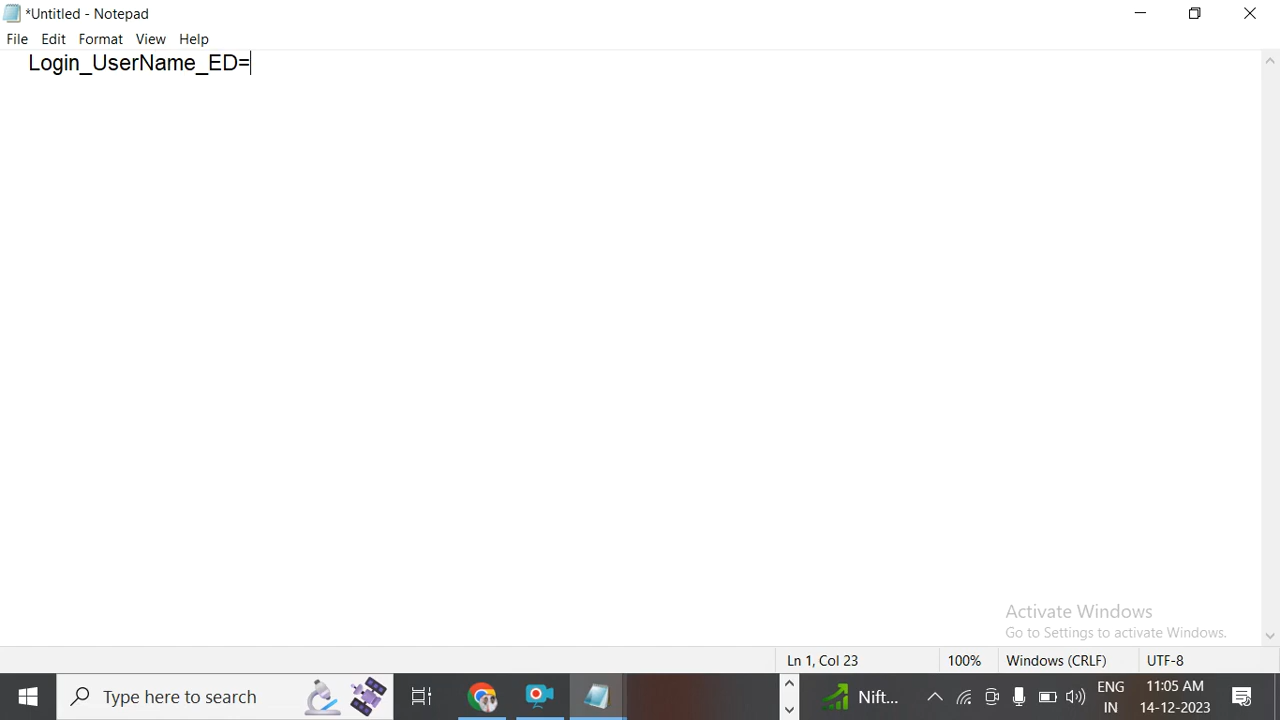 *Untitled - Notepad
File Edit Format View Help
Login_UserName_ED=
Activate Windows
Go to Settings to activate Windows.
Ln 1, Col 23 100% Windows (CRLF) UTF-8
Type here to search Nift... ENG IN 11:05 AM 14-12-2023